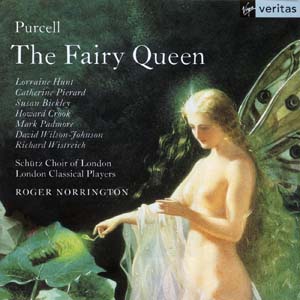 Virgin veritas
Purcell
The Fairy Queen
Lorraine Hunt
Catherine Pierard
Susan Bickley
Howard Crook
Mark Padmore
David Wilson-Johnson
Richard Wistreich
Schütz Choir of London
London Classical Players
ROGER NORRINGTON